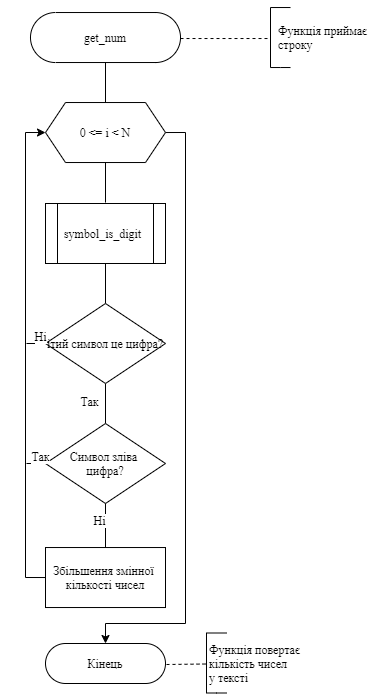 get_num
Функція приймає
строку
0 <= i < N
symbol_is_digit
Ні
ітий символ це цифра?
Так
Так
Символ зліва
цифра?
Ні
Збільшення змінної
кількості чисел
Кінець
Функція повертає
кількість чисел
у тексті